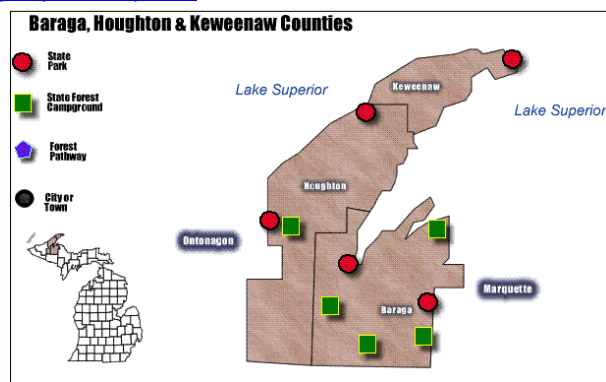 Baraga, Houghton & Keweenaw Counties
State
Park
State Forest
Campground
Forest
Pathway
City or
Town
Lake Superior
Keweenaw
Lake Superior
Houghton
Ontonagon
Marquette
Baraga